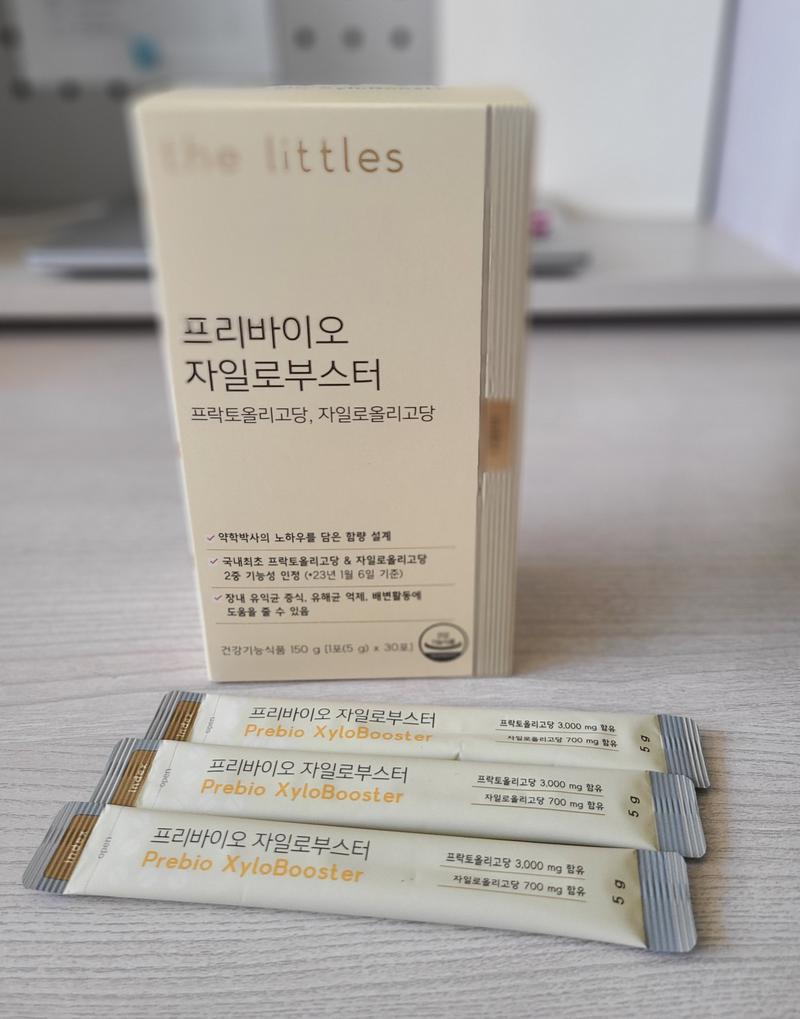 the littles
프리바이오
자일로부스터
프락토올리고당, 자일로올리고당
약학박사의 노하우를 담은 함량 설계
국내최초 프락토올리고당 & 자일로올리고당
2중 기능성 인정 (*23년 1월 6일 기준)
장내 유익균 증식, 유해균 억제, 배변활동에
도움을 줄 수 있음
건강기능식품 150 g [1포(5 g) x 30포]
건강
기능식품
open
프리바이오 자일로부스터
Prebio XyloBooster
프락토올리고당 3,000 mg 함유
자일로올리고당 700 mg 함유
5 g
open
프리바이오 자일로부스터
Prebio XyloBooster
프락토올리고당 3,000 mg 함유
자일로올리고당 700 mg 함유
5 g
open
프리바이오 자일로부스터
Prebio XyloBooster
프락토올리고당 3,000 mg 함유
자일로올리고당 700 mg 함유
5 g